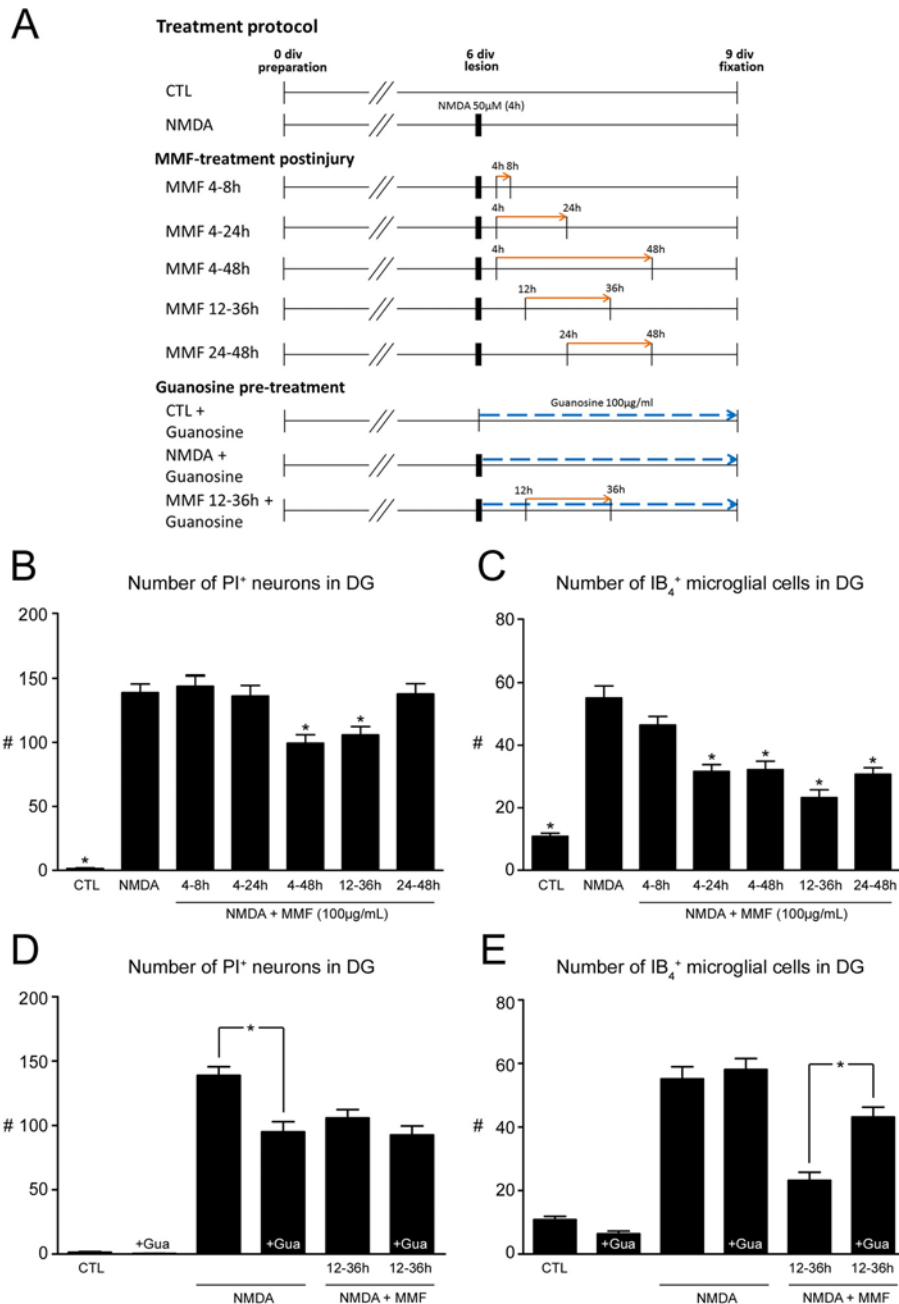 A
Treatment protocol
0 div
preparation
6 div
lesion
9 div
fixation
CTL
NMDA 50µM (4h)
NMDA
MMF-treatment postinjury
4h 8h
MMF 4-8h
4h 24h
MMF 4-24h
4h 48h
MMF 4-48h
12h 36h
MMF 12-36h
24h 48h
MMF 24-48h
Guanosine pre-treatment
CTL +
Guanosine
Guanosine 100µg/ml
NMDA +
Guanosine
12h 36h
MMF 12-36h +
Guanosine
B
Number of PI+ neurons in DG
200
150
100
50
0
#
*
* *
CTL NMDA 4-8h 4-24h 4-48h 12-36h 24-48h
NMDA + MMF (100µg/mL)
C
Number of IB4+ microglial cells in DG
80
60
40
20
0
#
*
* * * *
CTL NMDA 4-8h 4-24h 4-48h 12-36h 24-48h
NMDA + MMF (100µg/mL)
D
Number of PI+ neurons in DG
200
150
100
50
0
#
*
+Gua +Gua +Gua
CTL 12-36h 12-36h
NMDA NMDA + MMF
E
Number of IB4+ microglial cells in DG
80
60
40
20
0
#
*
+Gua +Gua +Gua
CTL 12-36h 12-36h
NMDA NMDA + MMF